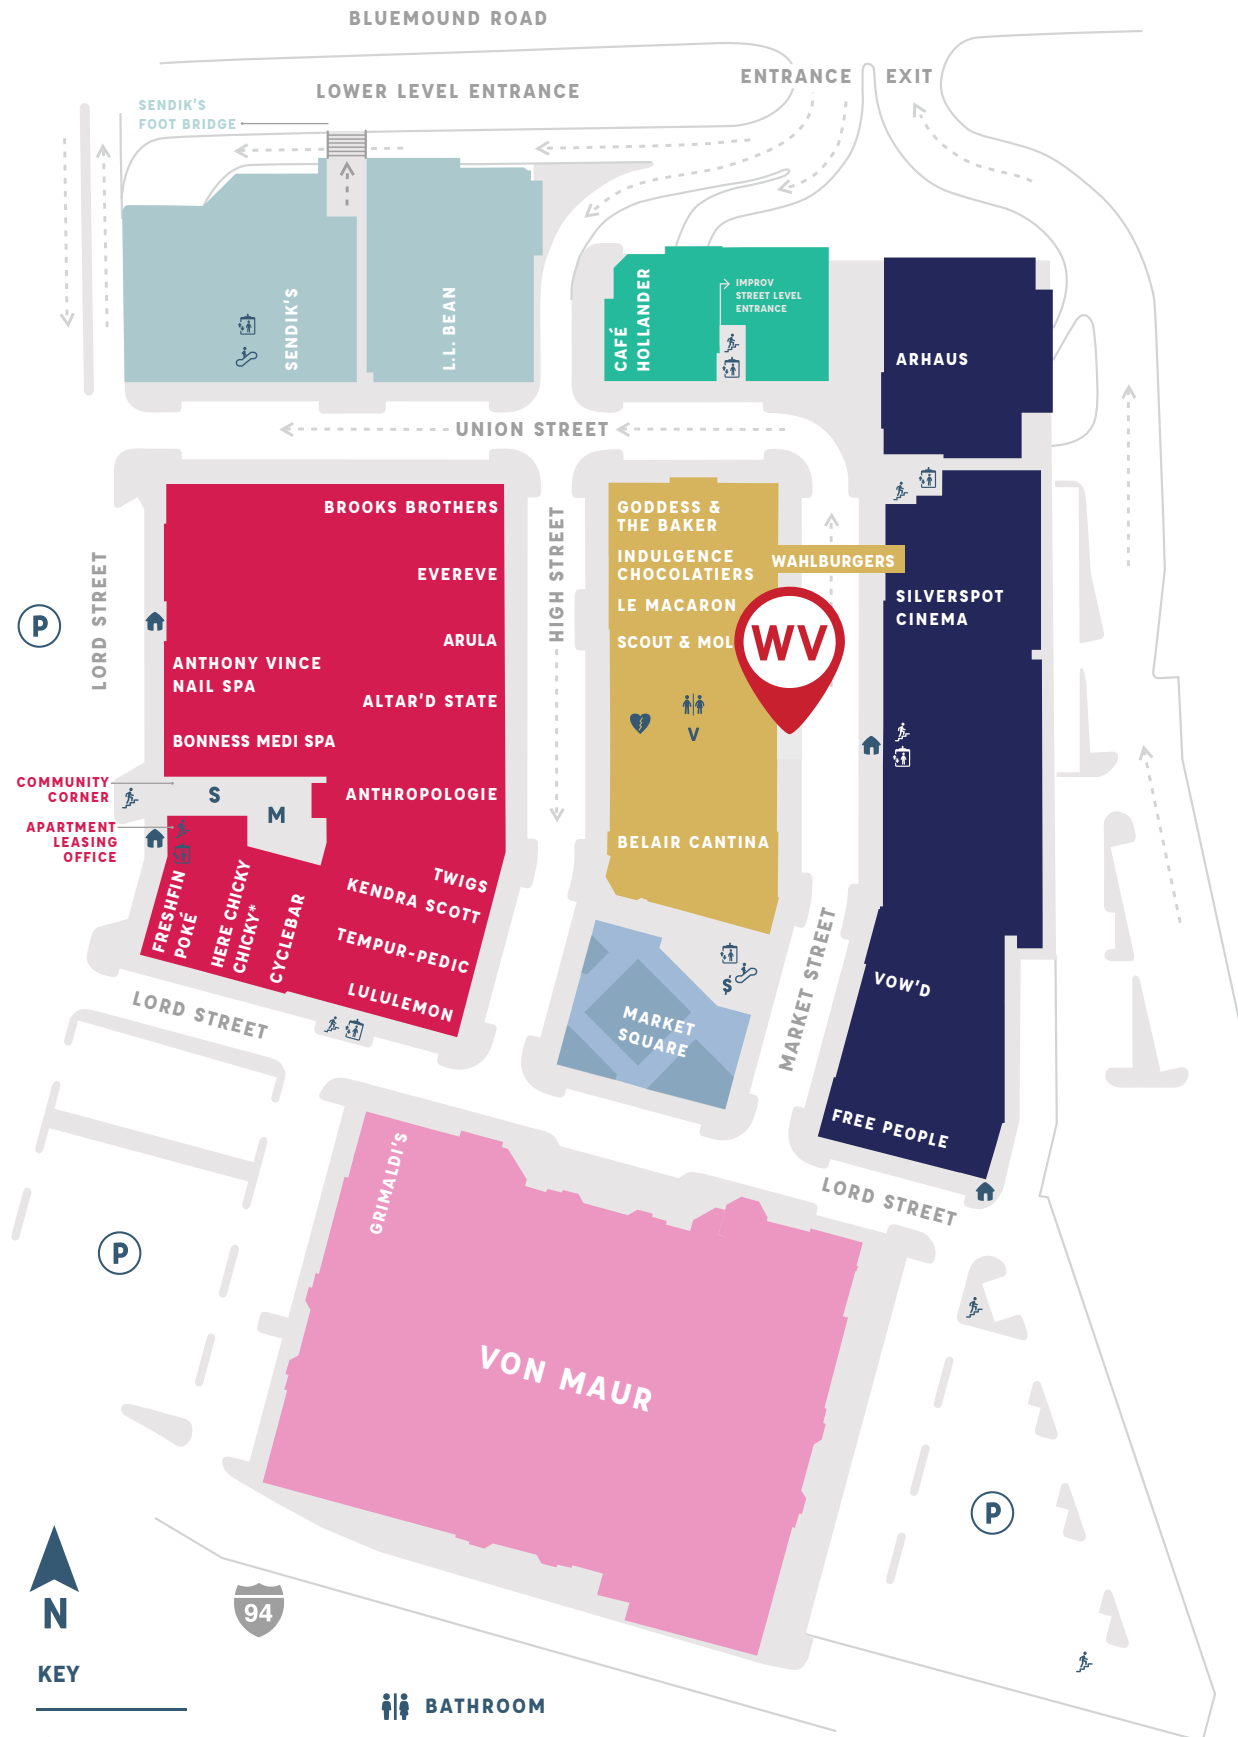 BLUEMOUND ROAD
ENTRANCE
EXIT
LOWER LEVEL ENTRANCE
SENDIK'S
FOOT BRIDGE
SENDIK'S
L.L. BEAN
CAFÉ
HOLLANDER
IMPROV
STREET LEVEL
ENTRANCE
ARHAUS
UNION STREET
BROOKS BROTHERS
EVEREVE
ARULA
ANTHONY VINCE
NAIL SPA
ALTAR'D STATE
BONNESS MEDI SPA
ANTHROPOLOGIE
COMMUNITY
CORNER
S
M
APARTMENT
LEASING
OFFICE
FRESHFIN
POKÉ
HERE CHICKY
CHICKY*
CYCLEBAR
TWIGS
KENDRA SCOTT
TEMPUR-PEDIC
LULULEMON
LORD STREET
P
HIGH STREET
GODDESS &
THE BAKER
INDULGENCE
CHOCOLATIERS
LE MACARON
SCOUT & MOL
WAHLBURGERS
WV
V
BELAIR CANTINA
SILVERSPOT
CINEMA
VOW'D
FREE PEOPLE
$
MARKET
SQUARE
MARKET STREET
LORD STREET
LORD STREET
GRIMALDI'S
VON MAUR
P
P
N
94
KEY
BATHROOM